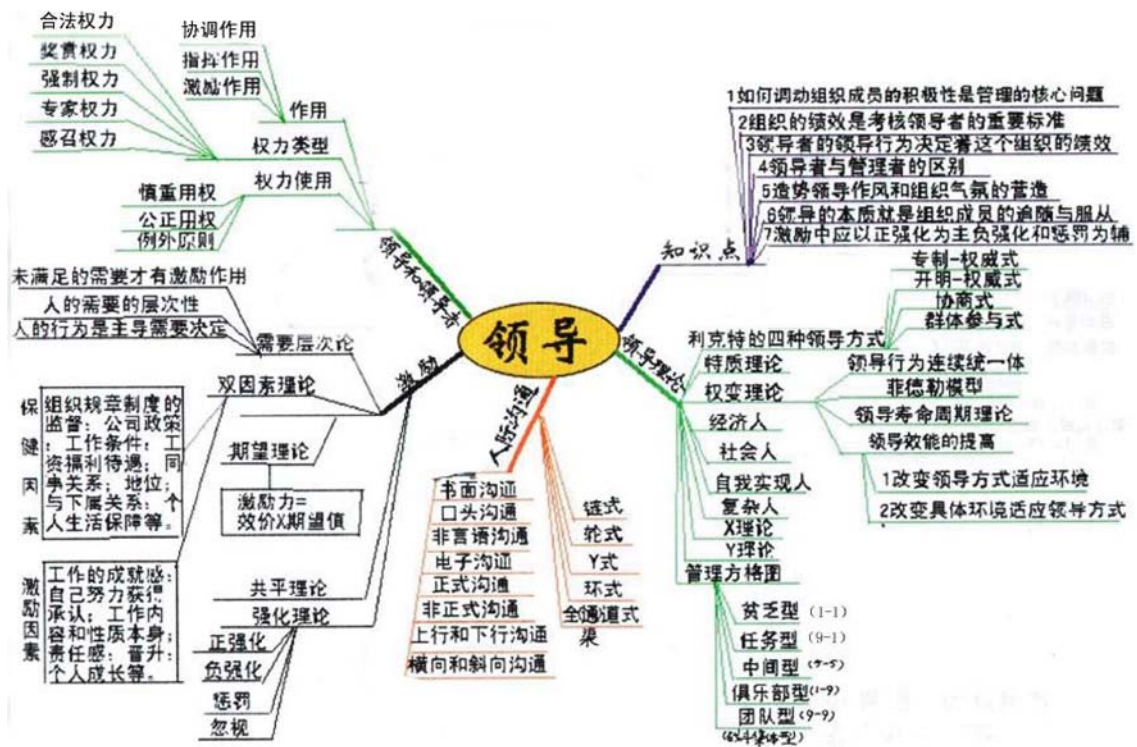 领导
领导和领导者
作用
协调作用
指挥作用
激励作用
权力类型
合法权力
奖赏权力
强制权力
专家权力
感召权力
权力使用
慎重用权
公正用权
例外原则
知识点
1如何调动组织成员的积极性是管理的核心问题
2组织的绩效是考核领导者的重要标准
3领导者的领导行为决定着这个组织的绩效
4领导者与管理者的区别
5造势领导作风和组织气氛的营造
6领导的本质就是组织成员的追随与服从
7激励中应以正强化为主负强化和惩罚为辅
领导理论
利克特的四种领导方式
专制-权威式
开明-权威式
协商式
群体参与式
特质理论
权变理论
领导行为连续统一体
菲德勒模型
领导寿命周期理论
领导效能的提高
1改变领导方式适应环境
2改变具体环境适应领导方式
经济人
社会人
自我实现人
复杂人
X理论
Y理论
管理方格图
贫乏型(1-1)
任务型(9-1)
中间型(5-5)
俱乐部型(1-9)
团队型(9-9)
人际沟通
书面沟通
口头沟通
非言语沟通
电子沟通
正式沟通
非正式沟通
上行和下行沟通
横向和斜向沟通
链式
轮式
Y式
环式
全通道式
渠
激励
需要层次论
未满足的需要才有激励作用
人的需要的层次性
人的行为是主导需要决定
双因素理论
保健因素
组织规章制度的
监督；公司政策
；工作条件；工
资福利待遇；同
事关系；地位；
与下属关系；个
人生活保障等。
激励因素
工作的成就感；
自己努力获得
承认；工作内
容和性质本身；
责任感；晋升；
个人成长等。
期望理论
激励力=
效价X期望值
共平理论
强化理论
正强化
负强化
惩罚
忽视